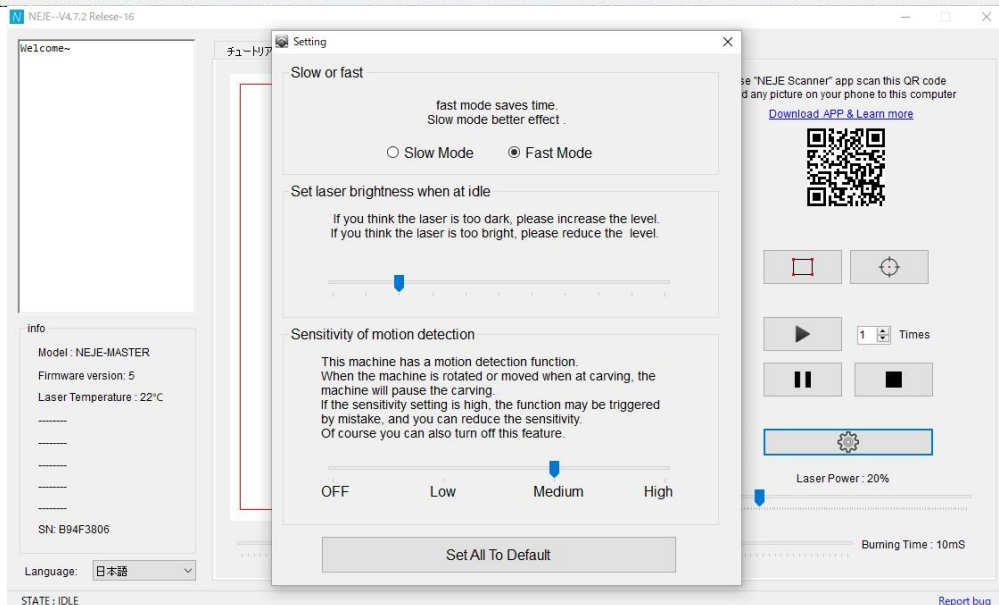 NEJE--V4.7.2 Relese-16
Welcome~
チュートリア
Setting
Slow or fast
fast mode saves time.
Slow mode better effect .
Slow Mode
Fast Mode
Set laser brightness when at idle
If you think the laser is too dark, please increase the level.
If you think the laser is too bright, please reduce the level.
Sensitivity of motion detection
This machine has a motion detection function.
When the machine is rotated or moved when at carving, the
machine will pause the carving.
If the sensitivity setting is high, the function may be triggered
by mistake, and you can reduce the sensitivity.
Of course you can also turn off this feature.
OFF Low Medium High
Set All To Default
"NEJE Scanner" app scan this QR code
any picture on your phone to this computer
Download APP & Learn more
1 Times
Laser Power : 20%
Burning Time : 10mS
info
Model : NEJE-MASTER
Firmware version: 5
Laser Temperature : 22°C
--------
--------
--------
--------
--------
SN: B94F3806
Language: 日本語
STATE : IDLE
Report bug